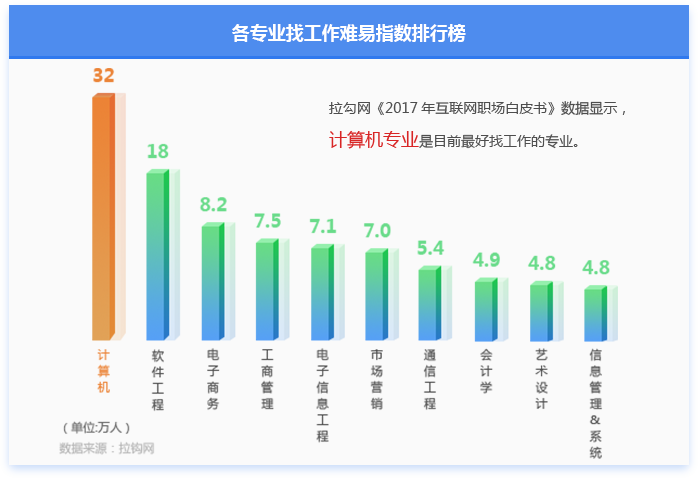 各专业找工作难易指数排行榜
拉勾网《2017年互联网职场白皮书》数据显示，
计算机专业是目前最好找工作的专业。
32
18
8.2
7.5
7.1
7.0
5.4
4.9
4.8
4.8
计算机
软件工程
电子商务
工商管理
电子信息工程
市场营销
通信工程
会计学
艺术设计
信息管理&系统
（单位:万人）
数据来源：拉钩网